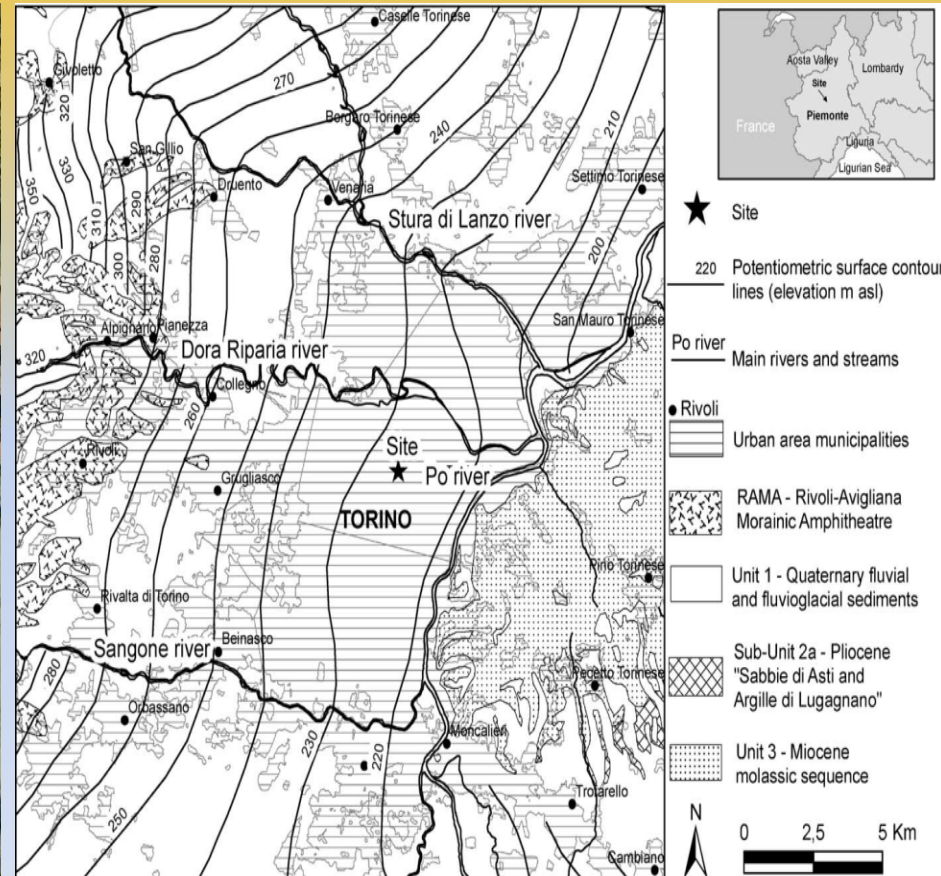 Caselle Torinese
Givoletto
270
320
Borgaro Torinese
240
210
330
San Gillio
350
290
310
Druento
Venaria
Settimo Torinese
Stura di Lanzo river
280
300
200
San Mauro Torinese
Alpignano
Pianezza
320
Dora Riparia river
Collegno
260
Site
Rivoli
Grugliasco
Po river
TORINO
Pino Torinese
Rivalta di Torino
Beinasco
Sangone river
280
Pecetto Torinese
Orbassano
230
220
Moncalieri
250
Trofarello
Cambiano
Aosta Valley
Lombardy
Site
Piemonte
France
Liguria
Ligurian Sea
Site
220 Potentiometric surface contour
lines (elevation m asl)
Po river
Main rivers and streams
Rivoli
Urban area municipalities
RAMA - Rivoli-Avigliana
Morainic Amphitheatre
Unit 1 - Quaternary fluvial
and fluvioglacial sediments
Sub-Unit 2a - Pliocene
"Sabbie di Asti and
Argille di Lugagnano"
Unit 3 - Miocene
molassic sequence
N
0 2,5 5 Km